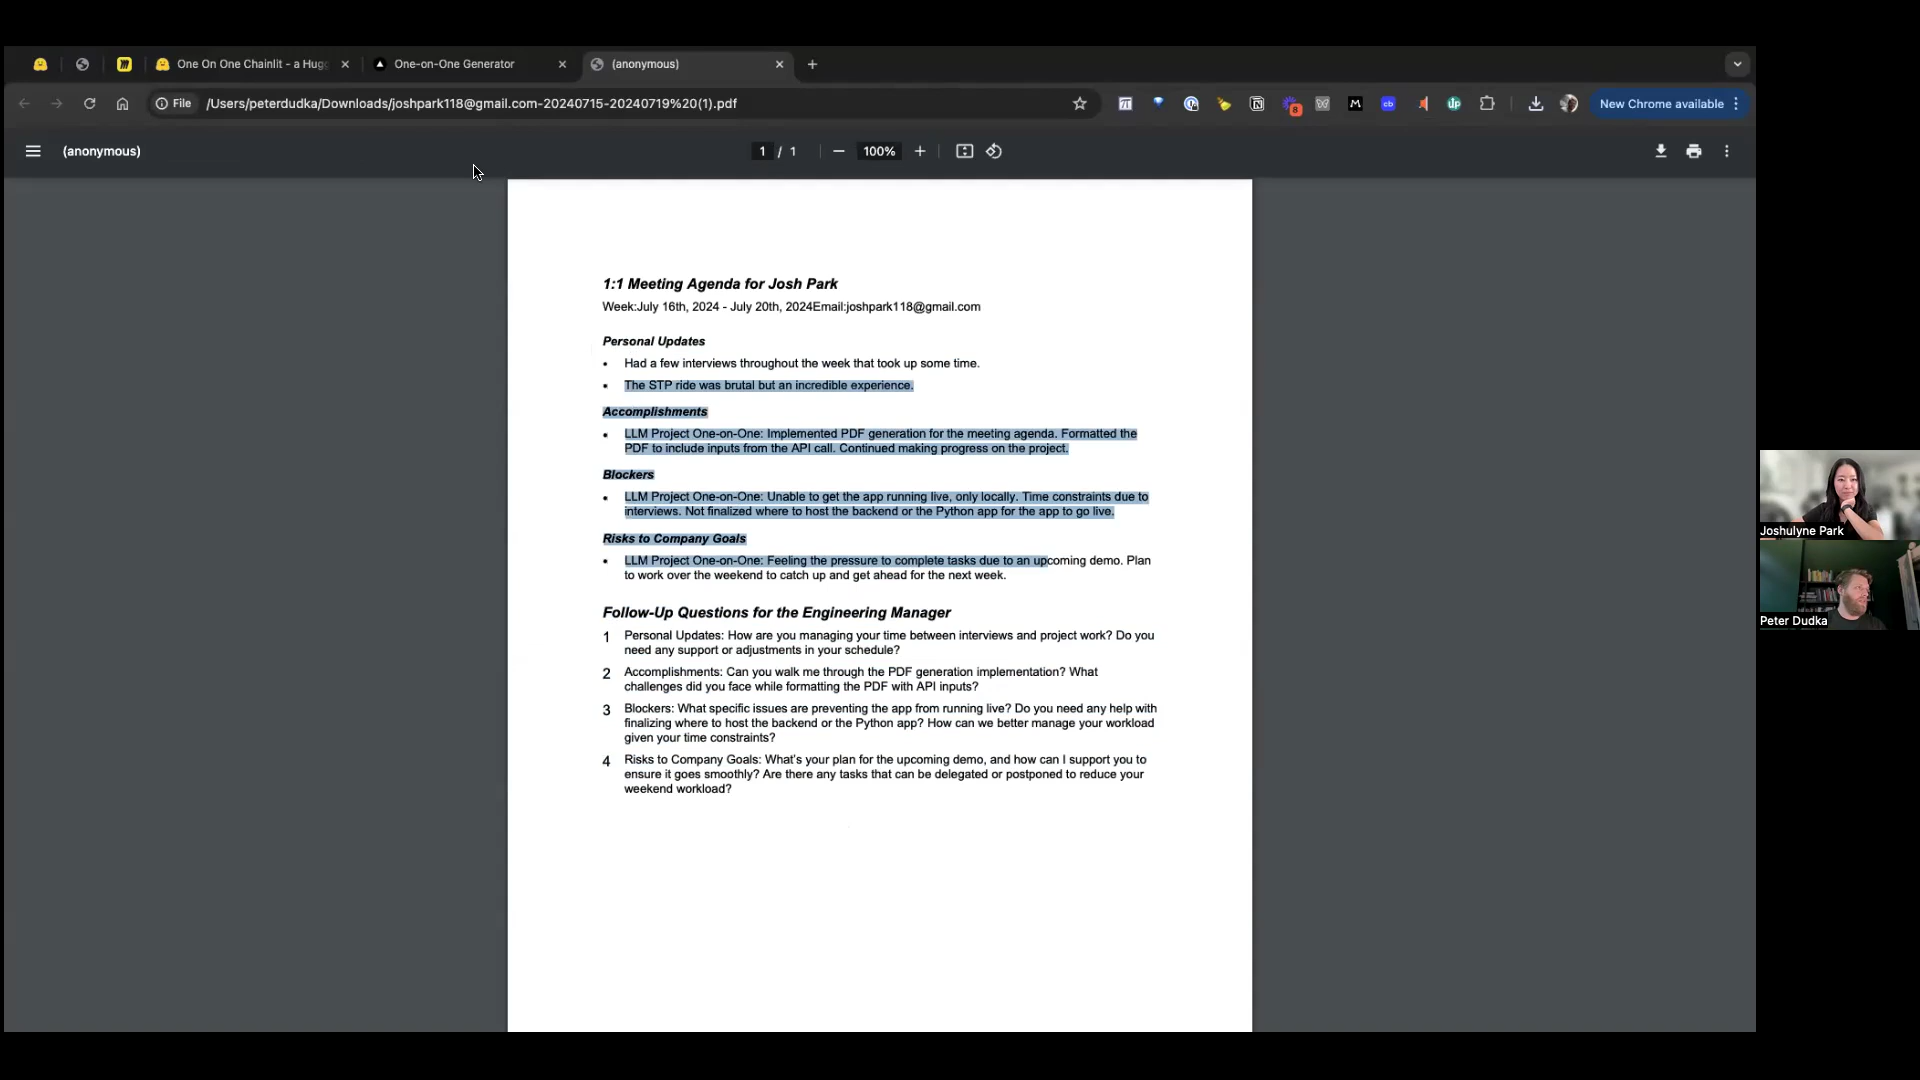 One On One Chainlit - a Hugg
One-on-One Generator
(anonymous)
File
/Users/peterdudka/Downloads/joshpark118@gmail.com-20240715-20240719%20(1).pdf
8
M
cb
up
New Chrome available
(anonymous)
1 / 1
100%
1:1 Meeting Agenda for Josh Park
Week:July 16th, 2024 - July 20th, 2024Email:joshpark118@gmail.com
Personal Updates
• Had a few interviews throughout the week that took up some time.
• The STP ride was brutal but an incredible experience.
Accomplishments
• LLM Project One-on-One: Implemented PDF generation for the meeting agenda. Formatted the
PDF to include inputs from the API call. Continued making progress on the project.
Blockers
• LLM Project One-on-One: Unable to get the app running live, only locally. Time constraints due to
interviews. Not finalized where to host the backend or the Python app for the app to go live.
Risks to Company Goals
• LLM Project One-on-One: Feeling the pressure to complete tasks due to an upcoming demo. Plan
to work over the weekend to catch up and get ahead for the next week.
Follow-Up Questions for the Engineering Manager
1 Personal Updates: How are you managing your time between interviews and project work? Do you
need any support or adjustments in your schedule?
2 Accomplishments: Can you walk me through the PDF generation implementation? What
challenges did you face while formatting the PDF with API inputs?
3 Blockers: What specific issues are preventing the app from running live? Do you need any help with
finalizing where to host the backend or the Python app? How can we better manage your workload
given your time constraints?
4 Risks to Company Goals: What's your plan for the upcoming demo, and how can I support you to
ensure it goes smoothly? Are there any tasks that can be delegated or postponed to reduce your
weekend workload?
Joshulyne Park
Peter Dudka